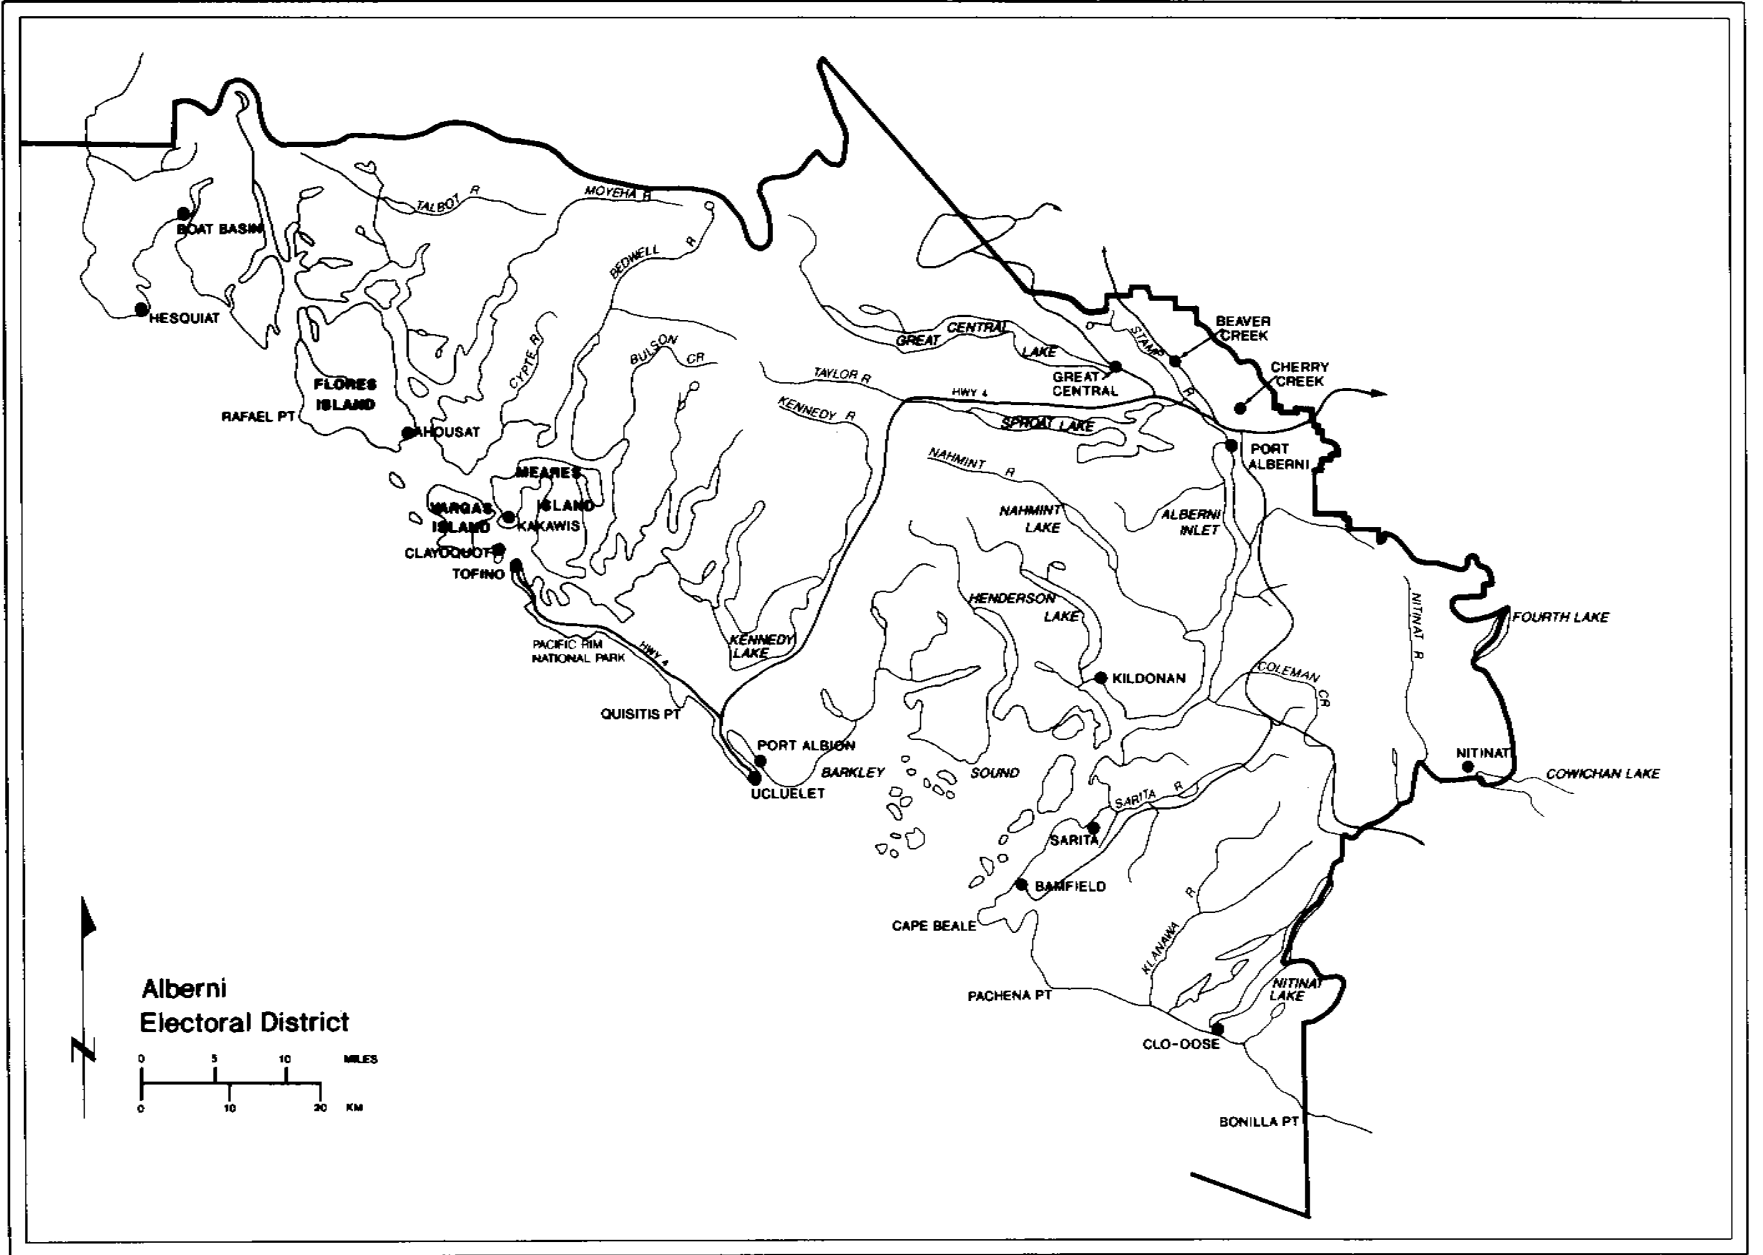 TALBOT R
MOYEHA R
BOAT BASIN
BEDWELL R
HESQUIAT
BEAVER
CREEK
STAMP R
GREAT CENTRAL
LAKE
CYPTE R
BULSON CR
CHERRY
CREEK
TAYLOR R
GREAT
CENTRAL
FLORES
ISLAND
HWY 4
RAFAEL PT
KENNEDY R
SPROAT LAKE
AHOUSAT
PORT
ALBERNI
NAHMINT R
MEARES
ISLAND
VARGAS
ISLAND
KAKAWIS
NAHMINT
LAKE
ALBERNI
INLET
CLAYOQUOT
TOFINO
HENDERSON
LAKE
NITINAT R
FOURTH LAKE
PACIFIC RIM
NATIONAL PARK
HWY 4
KENNEDY
LAKE
COLEMAN CR
KILDONAN
QUISITIS PT
PORT ALBION
NITINAT
BARKLEY SOUND
COWICHAN LAKE
UCLUELET
SARITA R
SARITA
BAMFIELD
CAPE BEALE
KLANAWA R
PACHENA PT
NITINAT
LAKE
Alberni
Electoral District
CLO-OOSE
0 5 10 MILES
0 10 20 KM
N
BONILLA PT